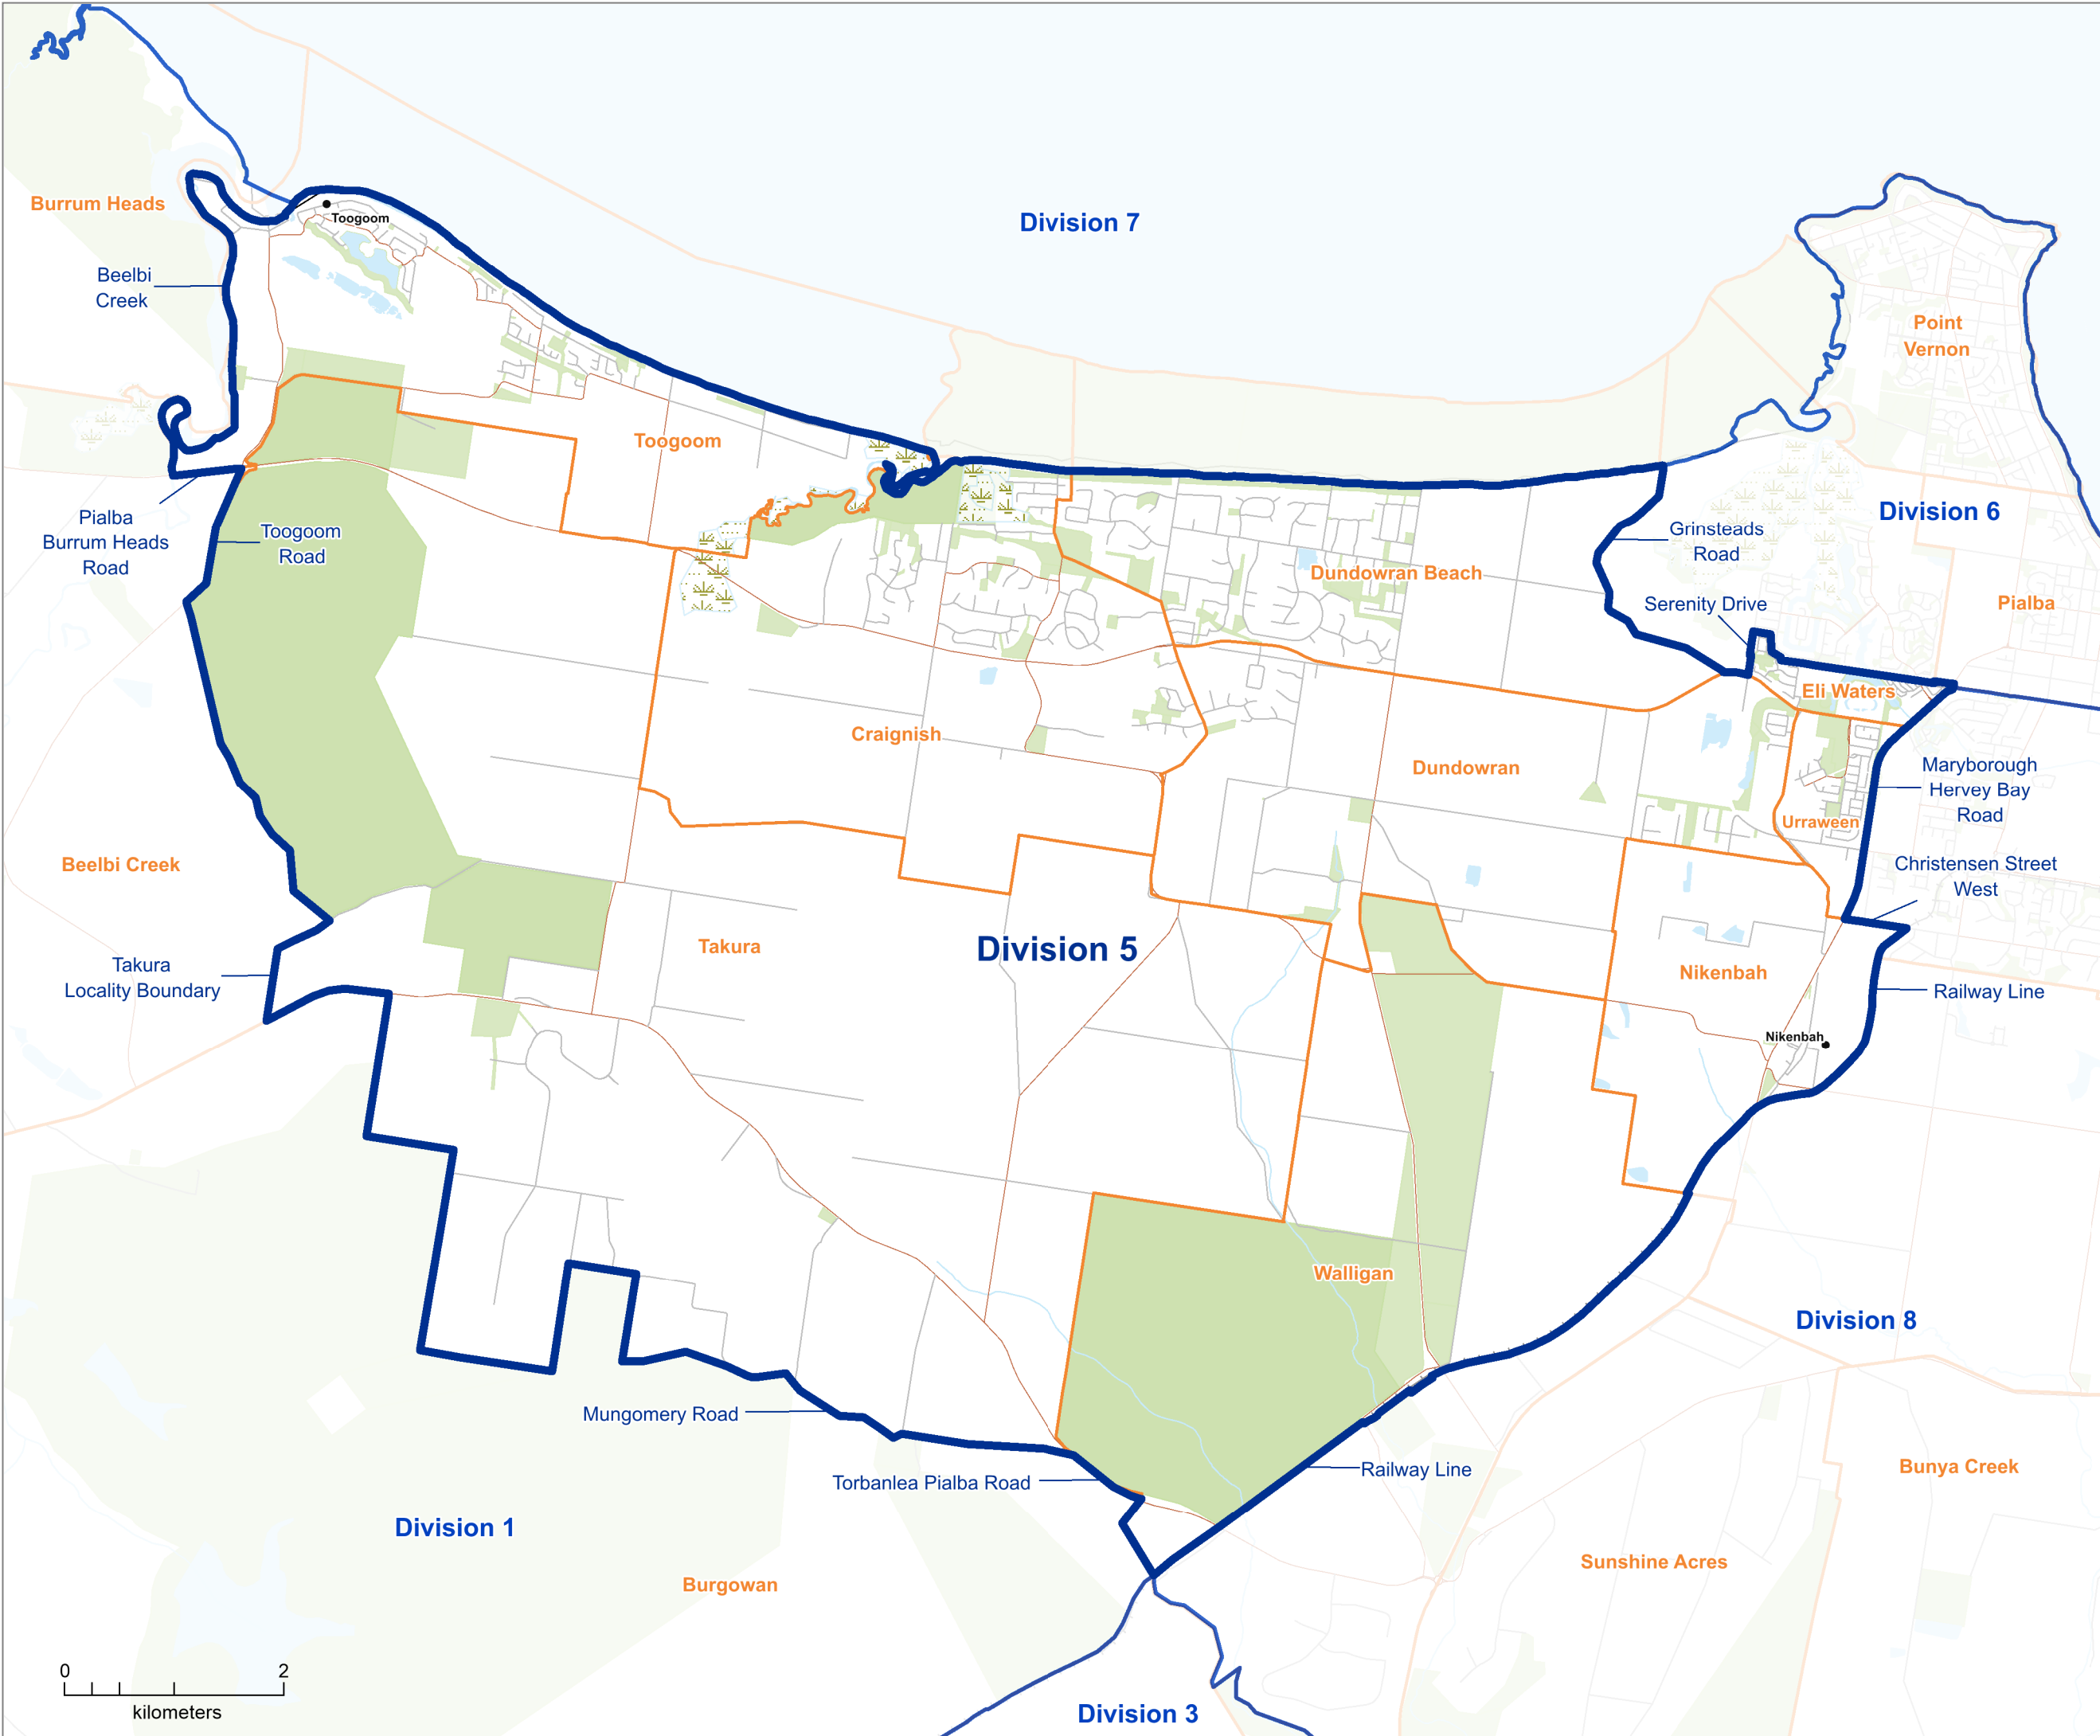 Burrum Heads
Toogoom
Division 7
Beelbi
Creek
Point
Vernon
Toogoom
Division 6
Pialba
Burrum Heads
Road
Toogoom
Road
Grinsteads
Road
Dundowran Beach
Serenity Drive
Pialba
Eli Waters
Craignish
Dundowran
Maryborough
Hervey Bay
Road
Urraween
Beelbi Creek
Christensen Street
West
Takura
Division 5
Takura
Locality Boundary
Nikenbah
Railway Line
Nikenbah
Walligan
Division 8
Mungomery Road
Torbanlea Pialba Road
Railway Line
Bunya Creek
Division 1
Sunshine Acres
Burgowan
0 2
kilometers
Division 3